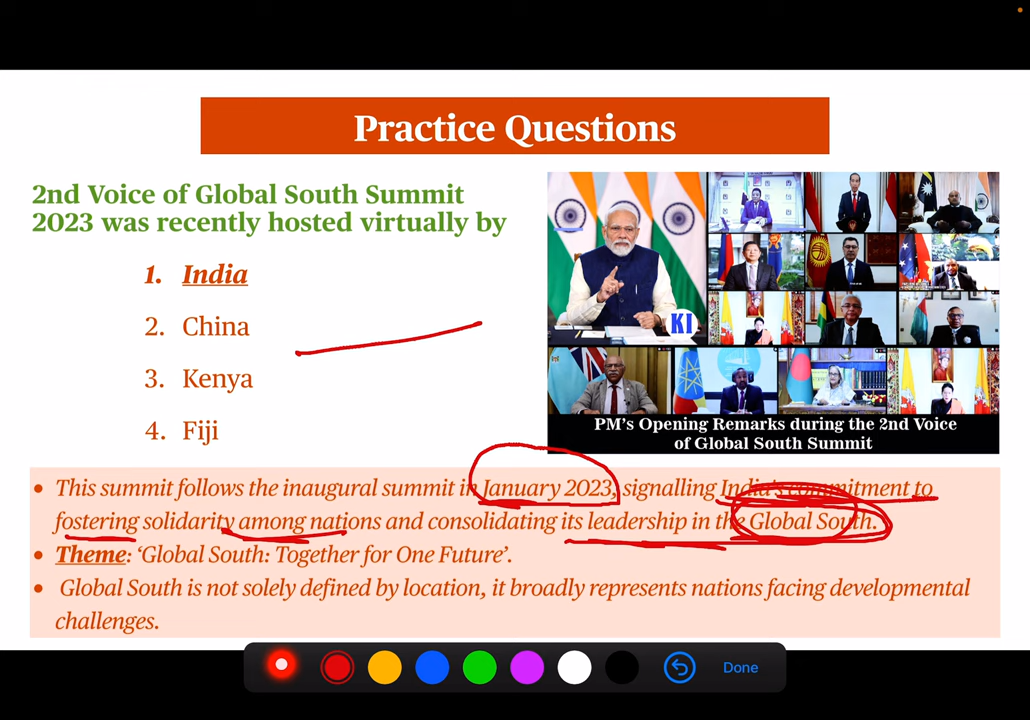 Practice Questions
2nd Voice of Global South Summit
2023 was recently hosted virtually by
1. India
2. China
3. Kenya
4. Fiji
KI
PM's Opening Remarks during the 2nd Voice
of Global South Summit
• This summit follows the inaugural summit in January 2023, signalling India's commitment to
fostering solidarity among nations and consolidating its leadership in the Global South.
• Theme: ‘Global South: Together for One Future’.
• Global South is not solely defined by location, it broadly represents nations facing developmental
challenges.
Done